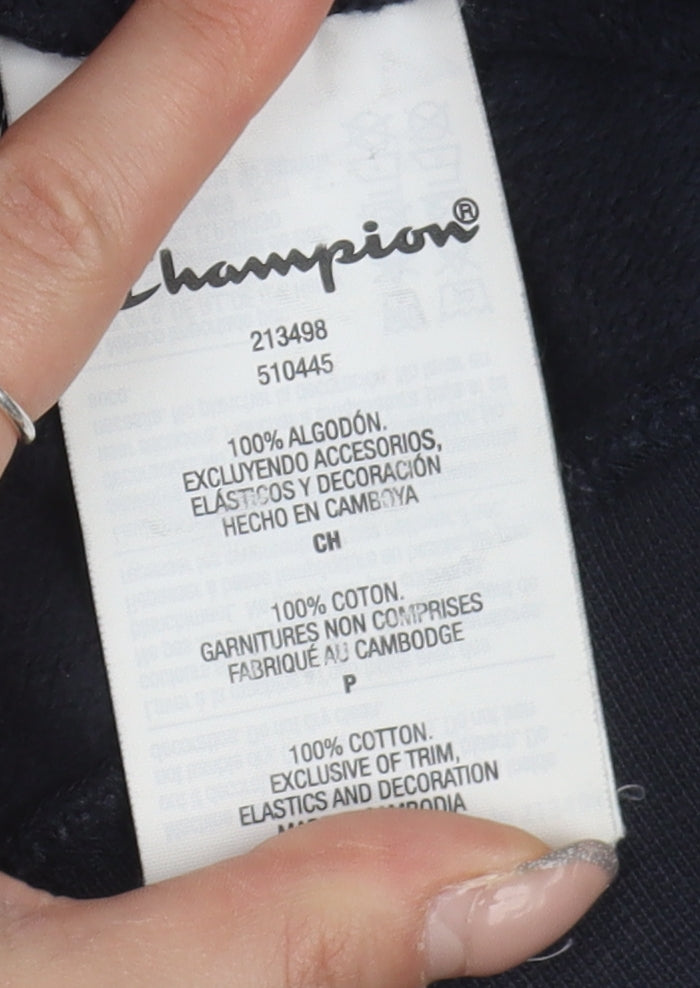 Champion®
213498
510445
100% ALGODÓN.
EXCLUYENDO ACCESORIOS,
ELÁSTICOS Y DECORACIÓN
HECHO EN CAMBOYA
CH
100% COTON.
GARNITURES NON COMPRISES
FABRIQUÉ AU CAMBODGE
P
100% COTTON.
EXCLUSIVE OF TRIM,
ELASTICS AND DECORATION